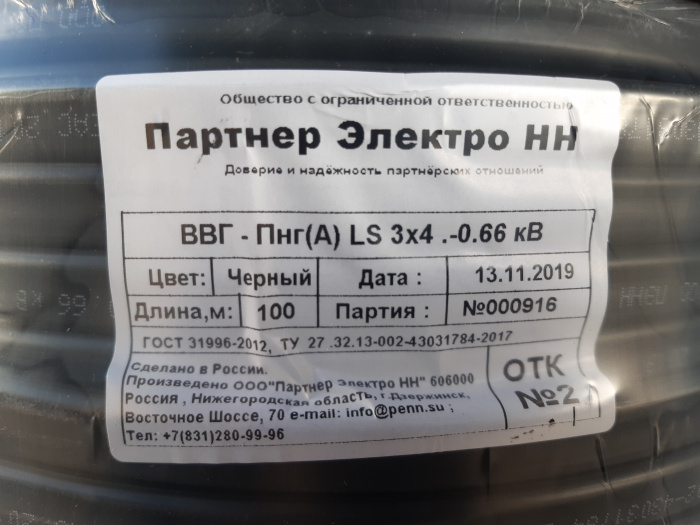 Общество с ограниченной ответственностью
Партнер Электро НН
Доверие и надёжность партнёрских отношений
ВВГ - Пнг(А) LS 3x4 .-0.66 кВ
Цвет: Черный Дата : 13.11.2019
Длина,м: 100 Партия : №000916
ГОСТ 31996-2012, ТУ 27 .32.13-002-43031784-2017
Сделано в России.
Произведено ООО"Партнер Электро НН" 606000
Россия , Нижегородская область, г.Дзержинск,
Восточное Шоссе, 70 e-mail: info@penn.su ;
Тел: +7(831)280-99-96
ОТК
№2